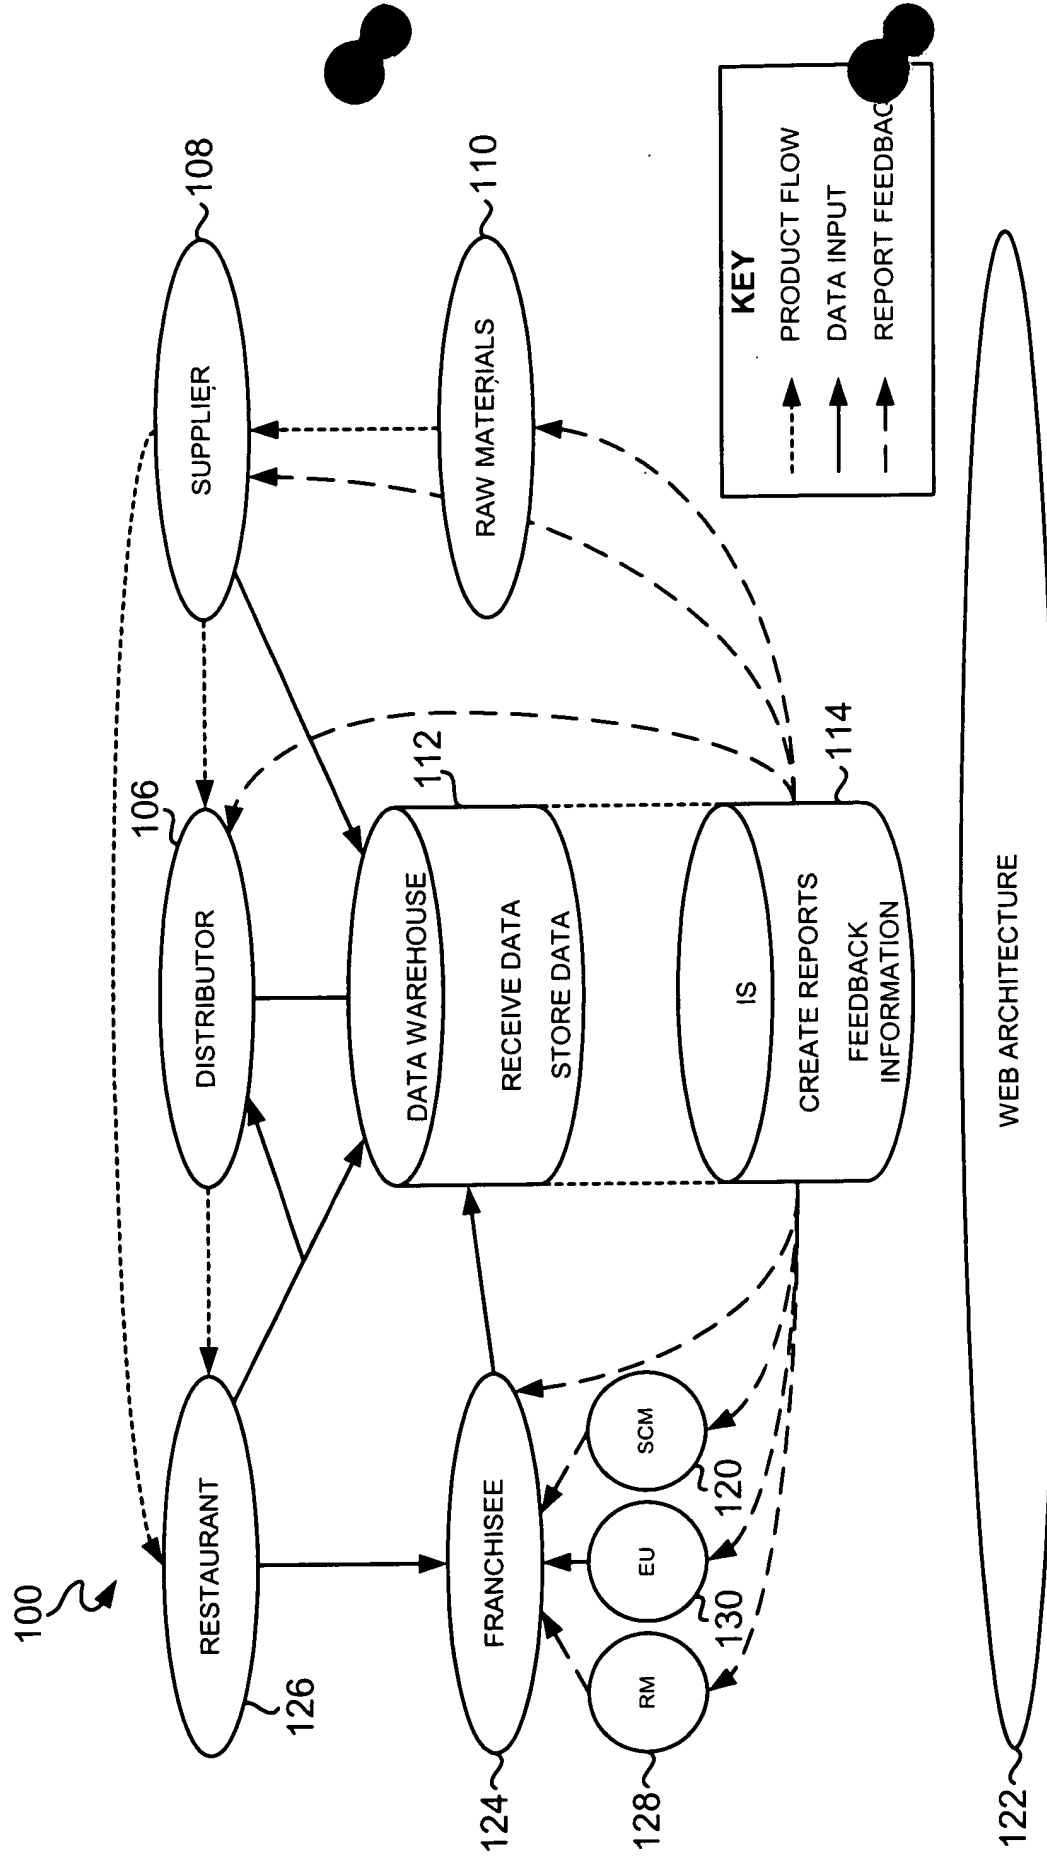 100
RESTAURANT
126
DISTRIBUTOR
106
SUPPLIER
108
FRANCHISEE
124
DATA WAREHOUSE
112
RECEIVE DATA
STORE DATA
RAW MATERIALS
110
RM
128
EU
130
SCM
120
IS
CREATE REPORTS
FEEDBACK
INFORMATION
114
KEY
PRODUCT FLOW
DATA INPUT
REPORT FEEDBAC
WEB ARCHITECTURE
122